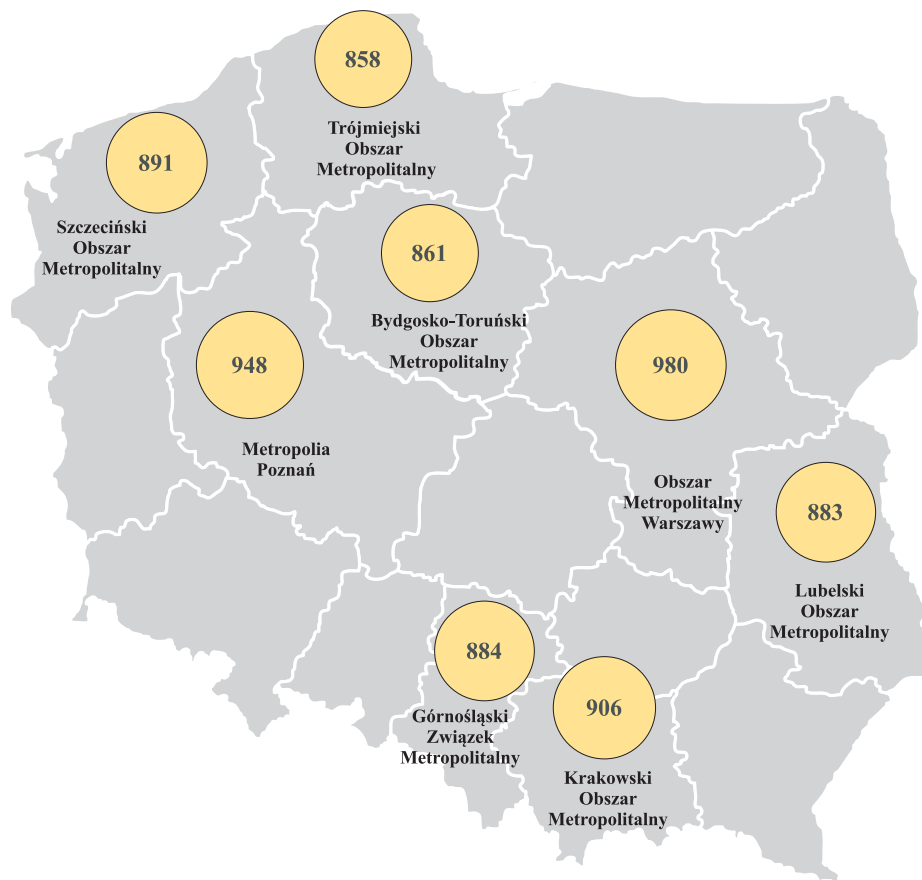 858
Trójmiejski
Obszar
Metropolitalny
891
Szczeciński
Obszar
Metropolitalny
861
Bydgosko-Toruński
Obszar
Metropolitalny
948
Metropolia
Poznań
980
Obszar
Metropolitalny
Warszawy
883
Lubelski
Obszar
Metropolitalny
884
Górnośląski
Związek
Metropolitalny
906
Krakowski
Obszar
Metropolitalny